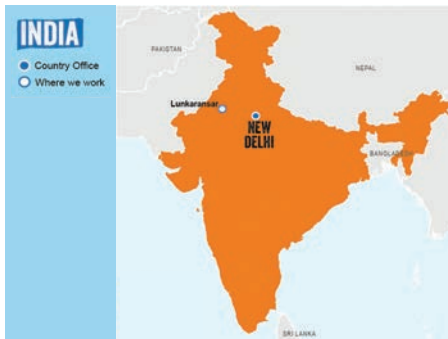 INDIA
Country Office
Where we work
PAKISTAN
NEPAL
Lunkaransar
NEW
DELHI
BANGLADESH
SRI LANKA